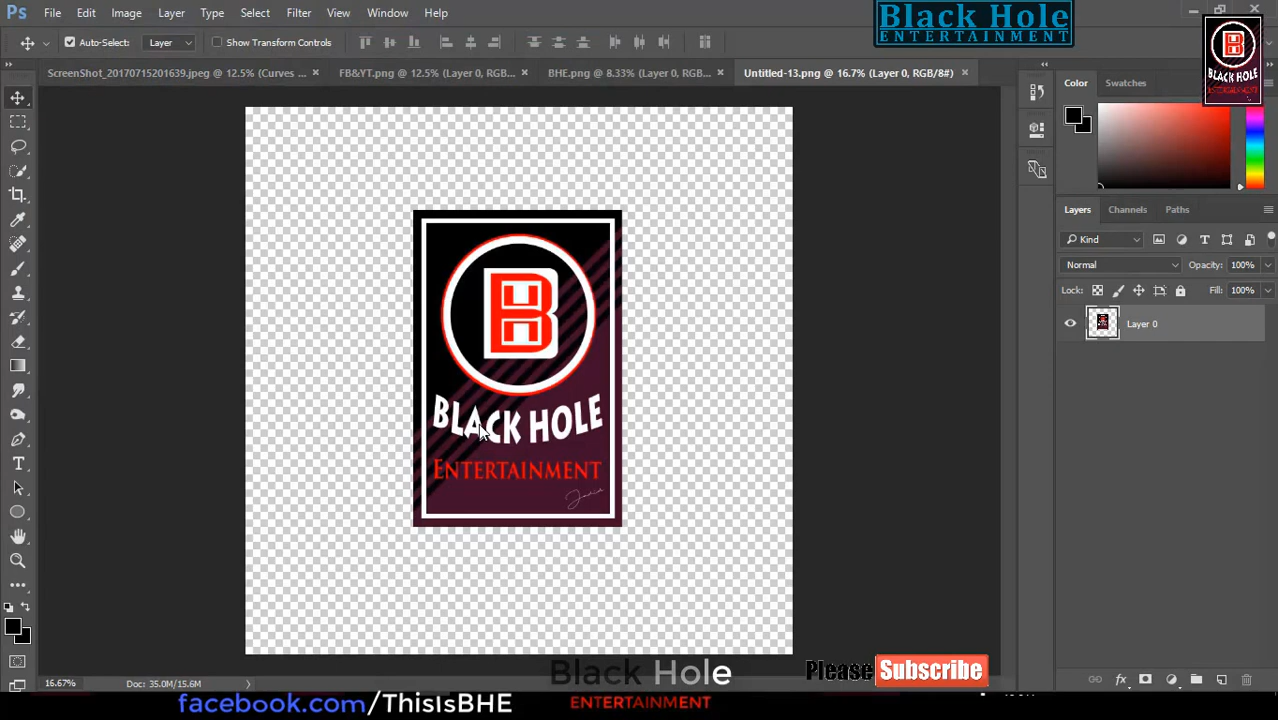 Ps File Edit Image Layer Type Select Filter View Window Help
Black Hole
ENTERTAINMENT
Auto-Select: Layer Show Transform Controls
ScreenShot_20170715201639.jpeg @ 12.5% (Curves ... × FB&YT.png @ 12.5% (Layer 0, RGB... × BHE.png @ 8.33% (Layer 0, RGB... × Untitled-13.png @ 16.7% (Layer 0, RGB/8#) ×
B
BLACK HOLE
ENTERTAINMENT
Color Swatches
Layers Channels Paths
Kind
Normal Opacity: 100%
Lock: Fill: 100%
Layer 0
B
BLACK HOLE
ENTERTAINMENT
16.67% Doc: 35.0M/15.6M
Black Hole
ENTERTAINMENT
Please Subscribe
facebook.com/ThisIsBHE